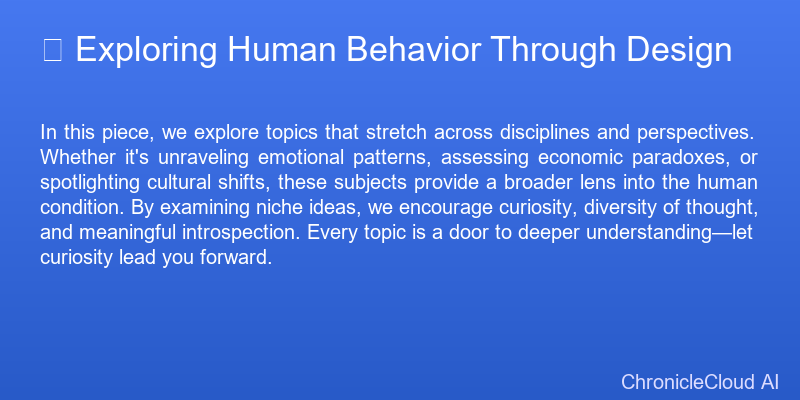 Exploring Human Behavior Through Design
In this piece, we explore topics that stretch across disciplines and perspectives.
Whether it's unraveling emotional patterns, assessing economic paradoxes, or
spotlighting cultural shifts, these subjects provide a broader lens into the human
condition. By examining niche ideas, we encourage curiosity, diversity of thought,
and meaningful introspection. Every topic is a door to deeper understanding—let
curiosity lead you forward.
ChronicleCloud AI